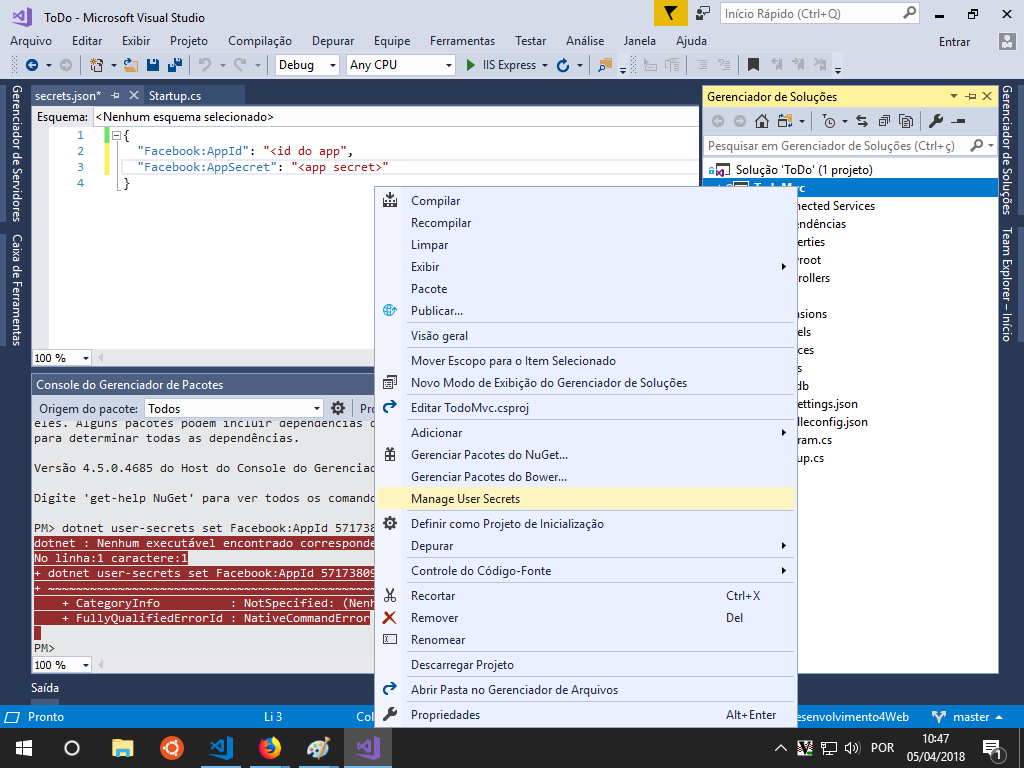 ToDo - Microsoft Visual Studio
Início Rápido (Ctrl+Q)
Arquivo Editar Exibir Projeto Compilação Depurar Equipe Ferramentas Testar Análise Janela Ajuda Entrar
Debug Any CPU IIS Express
Gerenciador de Servidores
Caixa de Ferramentas
secrets.json* Startup.cs
Esquema: <Nenhum esquema selecionado>
1 {
2 "Facebook:AppId": "<id do app",
3 "Facebook:AppSecret": "<app secret>"
4 }
100 %
Console do Gerenciador de Pacotes
Origem do pacote: Todos
eles. Alguns pacotes podem incluir dependências
para determinar todas as dependências.
Versão 4.5.0.4685 do Host do Console do Gerenciad
Digite 'get-help NuGet' para ver todos os comando
PM> dotnet user-secrets set Facebook:AppId 571738
dotnet : Nenhum executável encontrado corresponde
No linha:1 caractere:1
+ dotnet user-secrets set Facebook:AppId 57173809
+ ~~~~~~~~~~~~~~~~~~~~~~~~~~~~~~~~~~~~~~~~~~~~~~~
+ CategoryInfo : NotSpecified: (Nenh
+ FullyQualifiedErrorId : NativeCommandError
PM>
100 %
Saída
Compilar
Recompilar
Limpar
Exibir
Pacote
Publicar...
Visão geral
Mover Escopo para o Item Selecionado
Novo Modo de Exibição do Gerenciador de Soluções
Editar TodoMvc.csproj
Adicionar
Gerenciar Pacotes do NuGet...
Gerenciar Pacotes do Bower...
Manage User Secrets
Definir como Projeto de Inicialização
Depurar
Controle do Código-Fonte
Recortar Ctrl+X
Remover Del
Renomear
Descarregar Projeto
Abrir Pasta no Gerenciador de Arquivos
Propriedades Alt+Enter
Gerenciador de Soluções
Pesquisar em Gerenciador de Soluções (Ctrl+ç)
Solução 'ToDo' (1 projeto)
TodoMvc
nected Services
endências
erties
root
rollers
nsions
els
ces
s
db
ettings.json
lleconfig.json
ram.cs
up.cs
Gerenciador de Soluções
Team Explorer – Início
Pronto Li 3 Col esenvolvimento4Web master
POR
10:47
05/04/2018
1